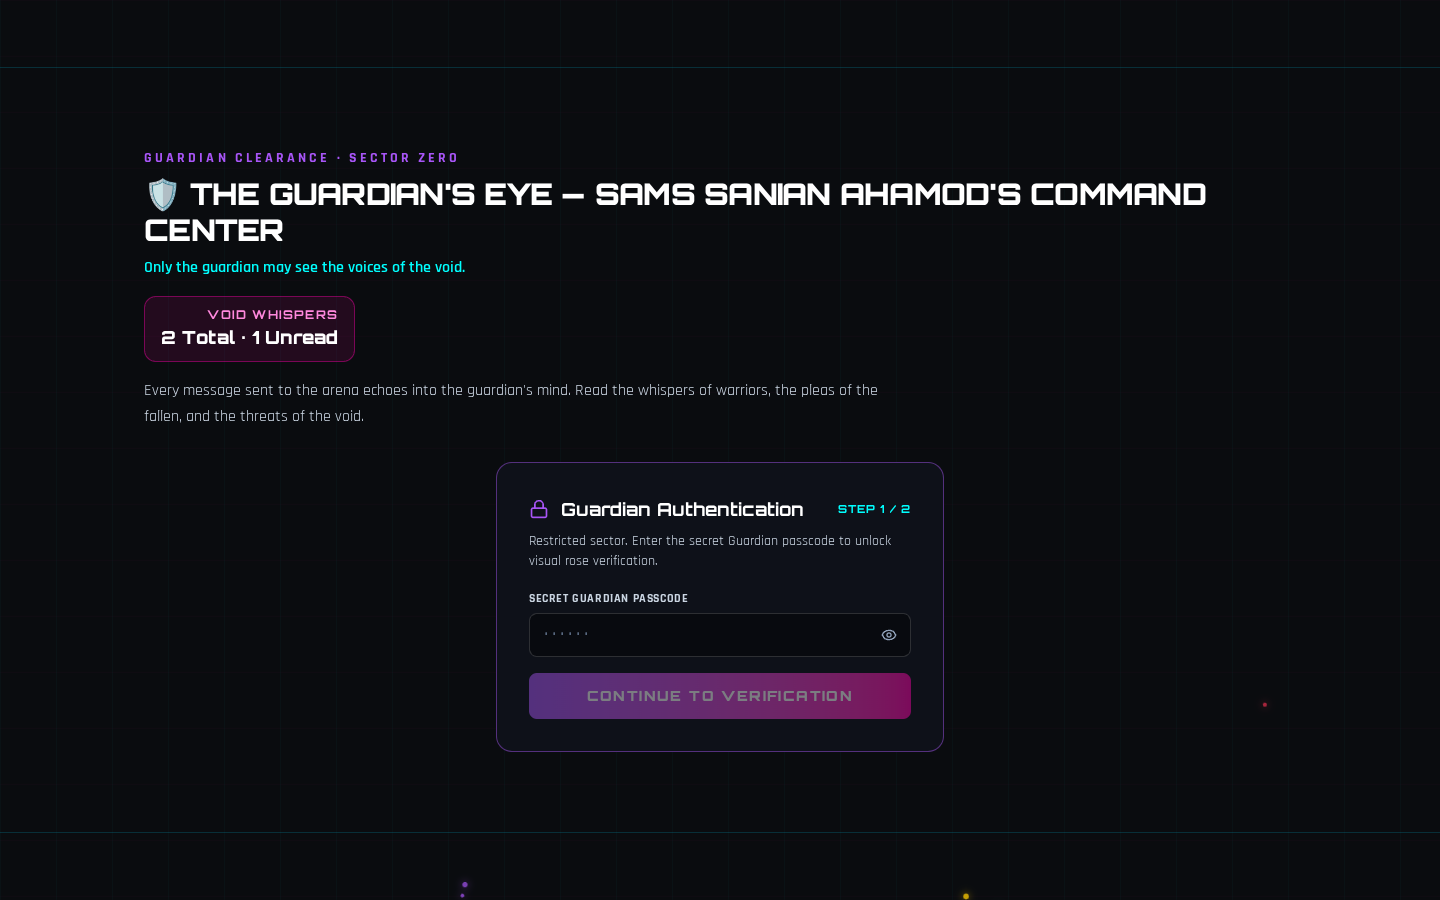 GUARDIAN CLEARANCE · SECTOR ZERO
🛡️ THE GUARDIAN'S EYE — SAMS SANIAN AHAMOD'S COMMAND
CENTER
Only the guardian may see the voices of the void.
VOID WHISPERS
2 Total · 1 Unread
Every message sent to the arena echoes into the guardian's mind. Read the whispers of warriors, the pleas of the
fallen, and the threats of the void.
Guardian Authentication
STEP 1 / 2
Restricted sector. Enter the secret Guardian passcode to unlock
visual rose verification.
SECRET GUARDIAN PASSCODE
······
CONTINUE TO VERIFICATION